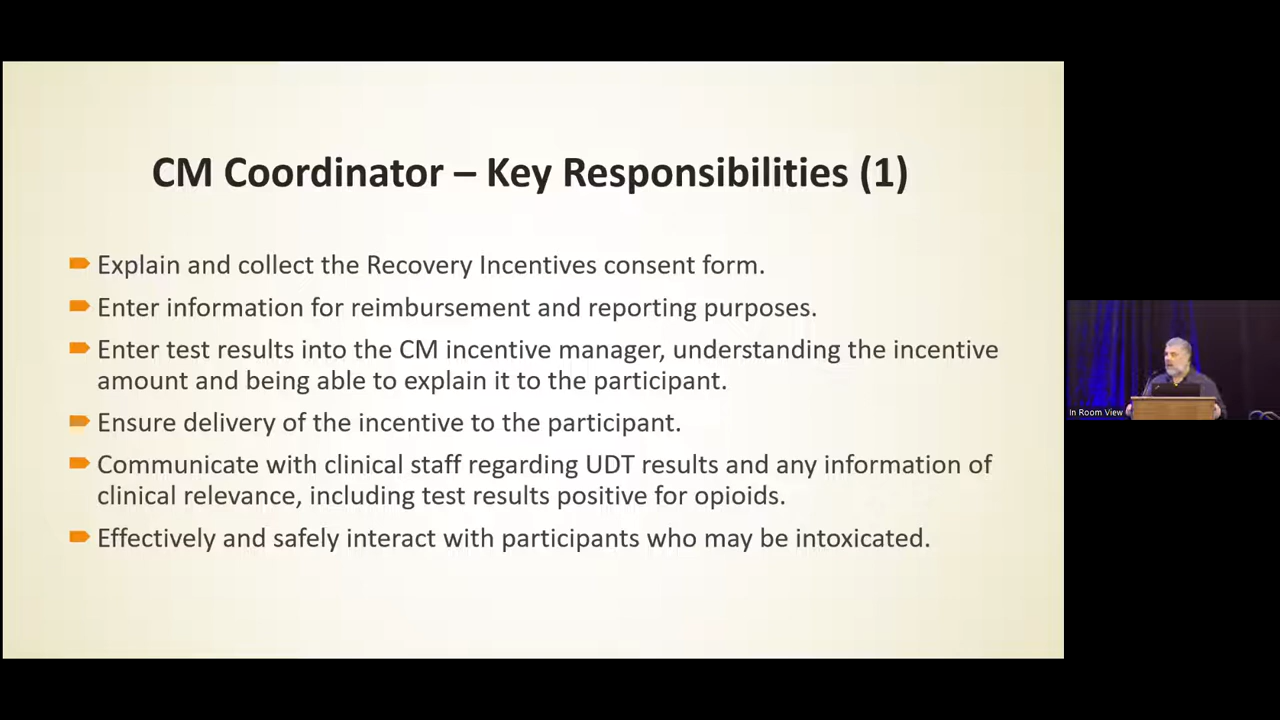 CM Coordinator – Key Responsibilities (1)
Explain and collect the Recovery Incentives consent form.
Enter information for reimbursement and reporting purposes.
Enter test results into the CM incentive manager, understanding the incentive
amount and being able to explain it to the participant.
Ensure delivery of the incentive to the participant.
Communicate with clinical staff regarding UDT results and any information of
clinical relevance, including test results positive for opioids.
Effectively and safely interact with participants who may be intoxicated.
In Room View